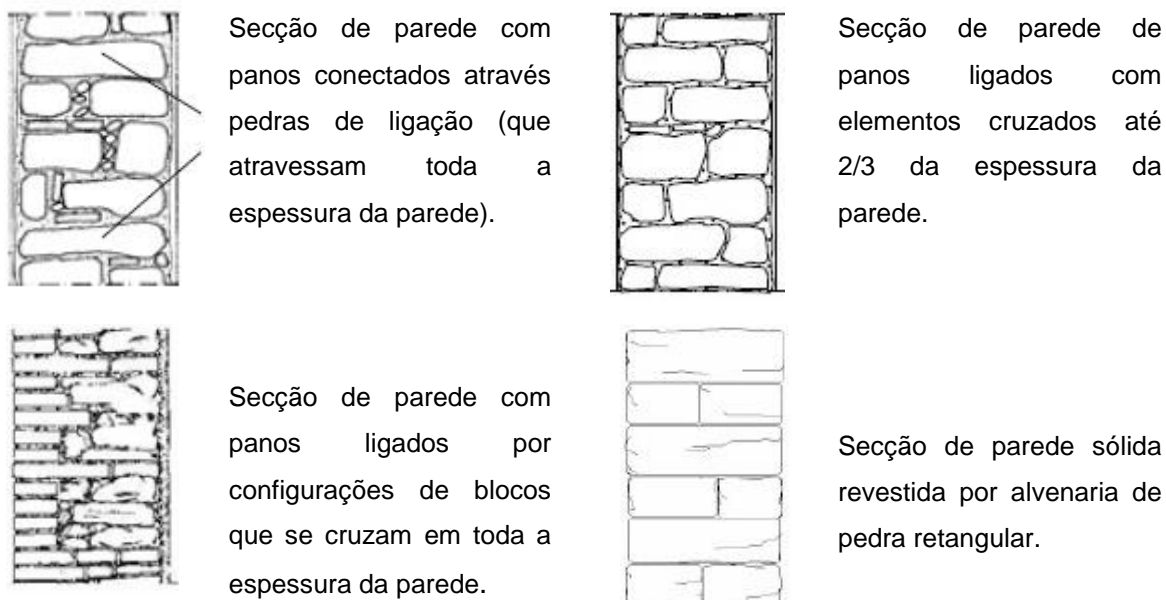 Secção de parede com
panos conectados através
pedras de ligação (que
atravessam toda a
espessura da parede).
Secção de parede de
panos ligados com
elementos cruzados até
2/3 da espessura da
parede.
Secção de parede com
panos ligados por
configurações de blocos
que se cruzam em toda a
espessura da parede.
Secção de parede sólida
revestida por alvenaria de
pedra retangular.